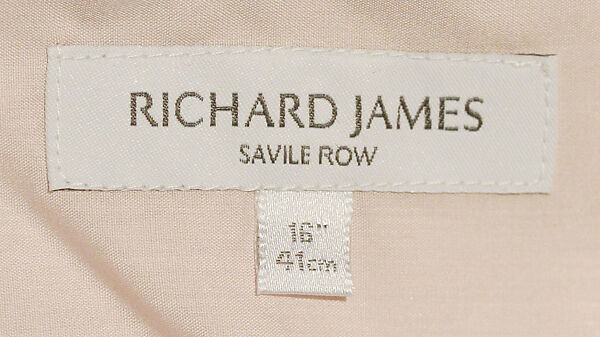 RICHARD JAMES
SAVILE ROW
16"
41cm